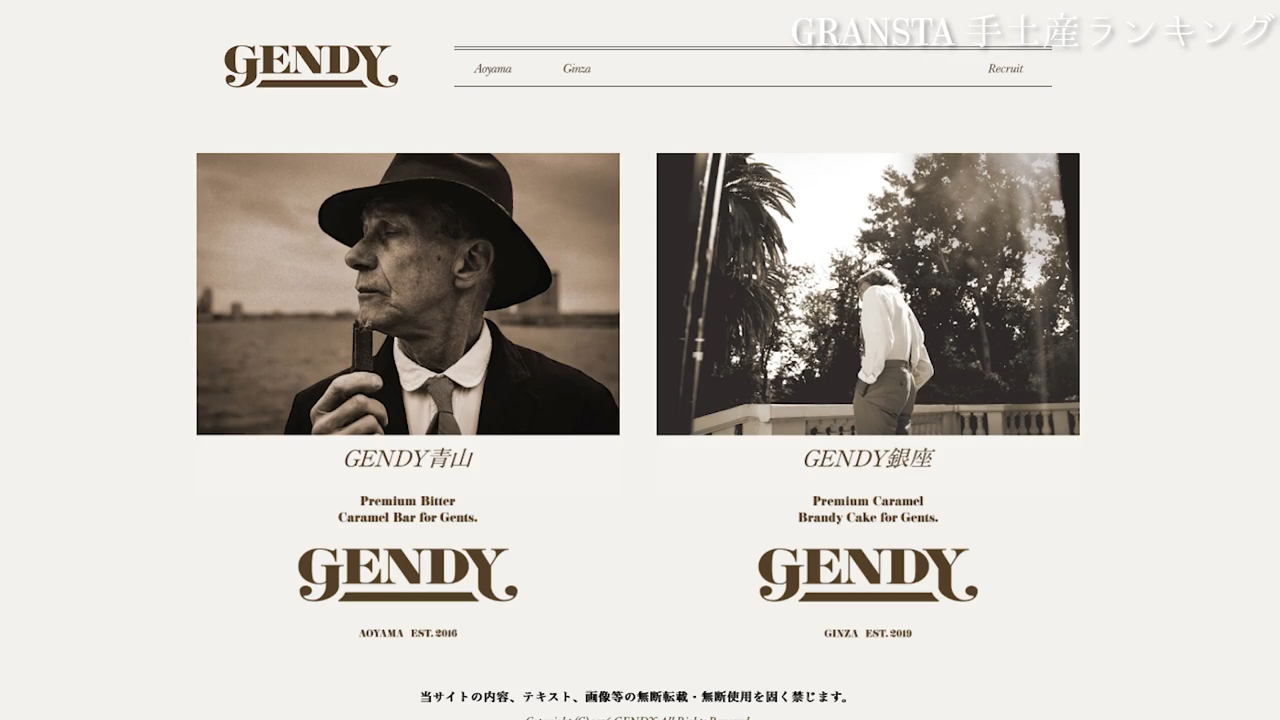 GRANSTA 手土産ランキング
GENDY
Aoyama Ginza Recruit
GENDY青山
GENDY銀座
Premium Bitter
Caramel Bar for Gents.
Premium Caramel
Brandy Cake for Gents.
GENDY
GENDY
AOYAMA EST. 2016
GINZA EST. 2019
当サイトの内容、テキスト、画像等の無断転載・無断使用を固く禁じます。